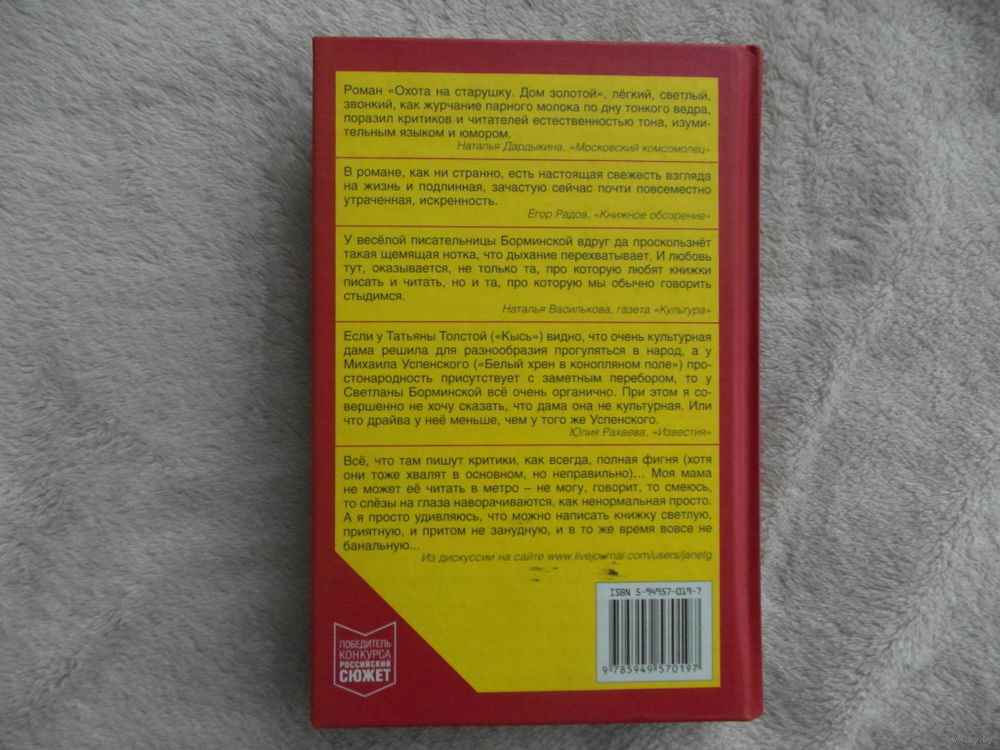 Роман «Охота на старушку. Дом золотой», лёгкий, светлый,
звонкий, как журчание парного молока по дну тонкого ведра,
поразил критиков и читателей естественностью тона, изуми-
тельным языком и юмором.
Наталья Дардыкина, «Московский комсомолец»
В романе, как ни странно, есть настоящая свежесть взгляда
на жизнь и подлинная, зачастую сейчас почти повсеместно
утраченная, искренность.
Егор Радов, «Книжное обозрение»
У весёлой писательницы Борминской вдруг да проскользнёт
такая щемящая нотка, что дыхание перехватывает. И любовь
тут, оказывается, не только та, про которую любят книжки
писать и читать, но и та, про которую мы обычно говорить
стыдимся.
Наталья Василькова, газета «Культура»
Если у Татьяны Толстой («Кысь») видно, что очень культурная
дама решила для разнообразия прогуляться в народ, а у
Михаила Успенского («Белый хрен в конопляном поле») про-
стонародность присутствует с заметным перебором, то у
Светланы Борминской всё очень органично. При этом я со-
вершенно не хочу сказать, что дама она не культурная. Или
что драйва у неё меньше, чем у того же Успенского.
Юлия Рахаева, «Известия»
Всё, что там пишут критики, как всегда, полная фигня (хотя
они тоже хвалят в основном, но неправильно)... Моя мама
не может её читать в метро – не могу, говорит, то смеюсь,
то слёзы на глаза наворачиваются, как ненормальная просто.
А я просто удивляюсь, что можно написать книжку светлую,
приятную, и притом не занудную, и в то же время вовсе не
банальную...
Из дискуссии на сайте www.livejournal.com/users/janetg
ISBN 5-94957-019-7
9 785949 570197
ПОБЕДИТЕЛЬ
КОНКУРСА
РОССИЙСКИЙ
СЮЖЕТ
www.ay.by